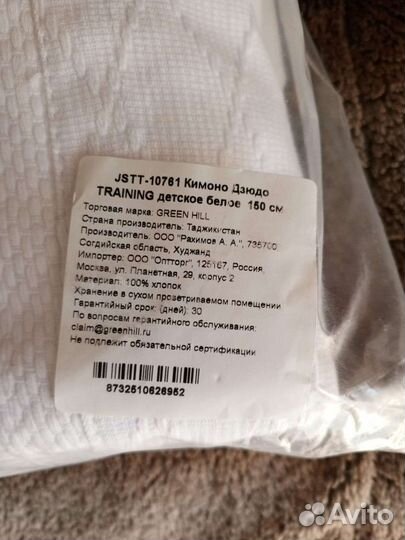 JSTT-10761 Кимоно Дзюдо
TRAINING детское белое 150 см
Торговая марка: GREEN HILL
Страна производитель: Таджикистан
Производитель: ООО "Рахимов А. А.", 735700,
Согдийская область, Худжанд
Импортер: ООО "Оптторг", 125167, Россия,
Москва, ул. Планетная, 29, корпус 2
Материал: 100% хлопок
Хранение в сухом проветриваемом помещении
Гарантийный срок: (дней): 30
По вопросам гарантийного обслуживания:
claim@greenhill.ru
Не подлежит обязательной сертификации
8732510626952
Avito